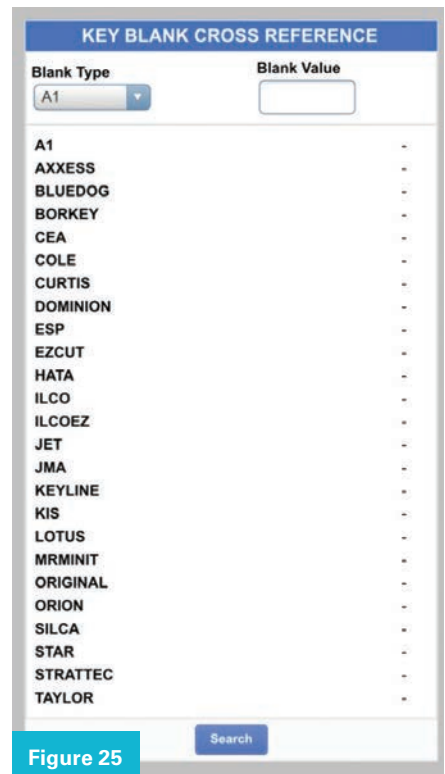 KEY BLANK CROSS REFERENCE
Blank Type Blank Value
A1
A1 -
AXXESS -
BLUEDOG -
BORKEY -
CEA -
COLE -
CURTIS -
DOMINION -
ESP -
EZCUT -
HATA -
ILCO -
ILCOEZ -
JET -
JMA -
KEYLINE -
KIS -
LOTUS -
MRMINIT -
ORIGINAL -
ORION -
SILCA -
STAR -
STRATTEC -
TAYLOR -
Search
Figure 25